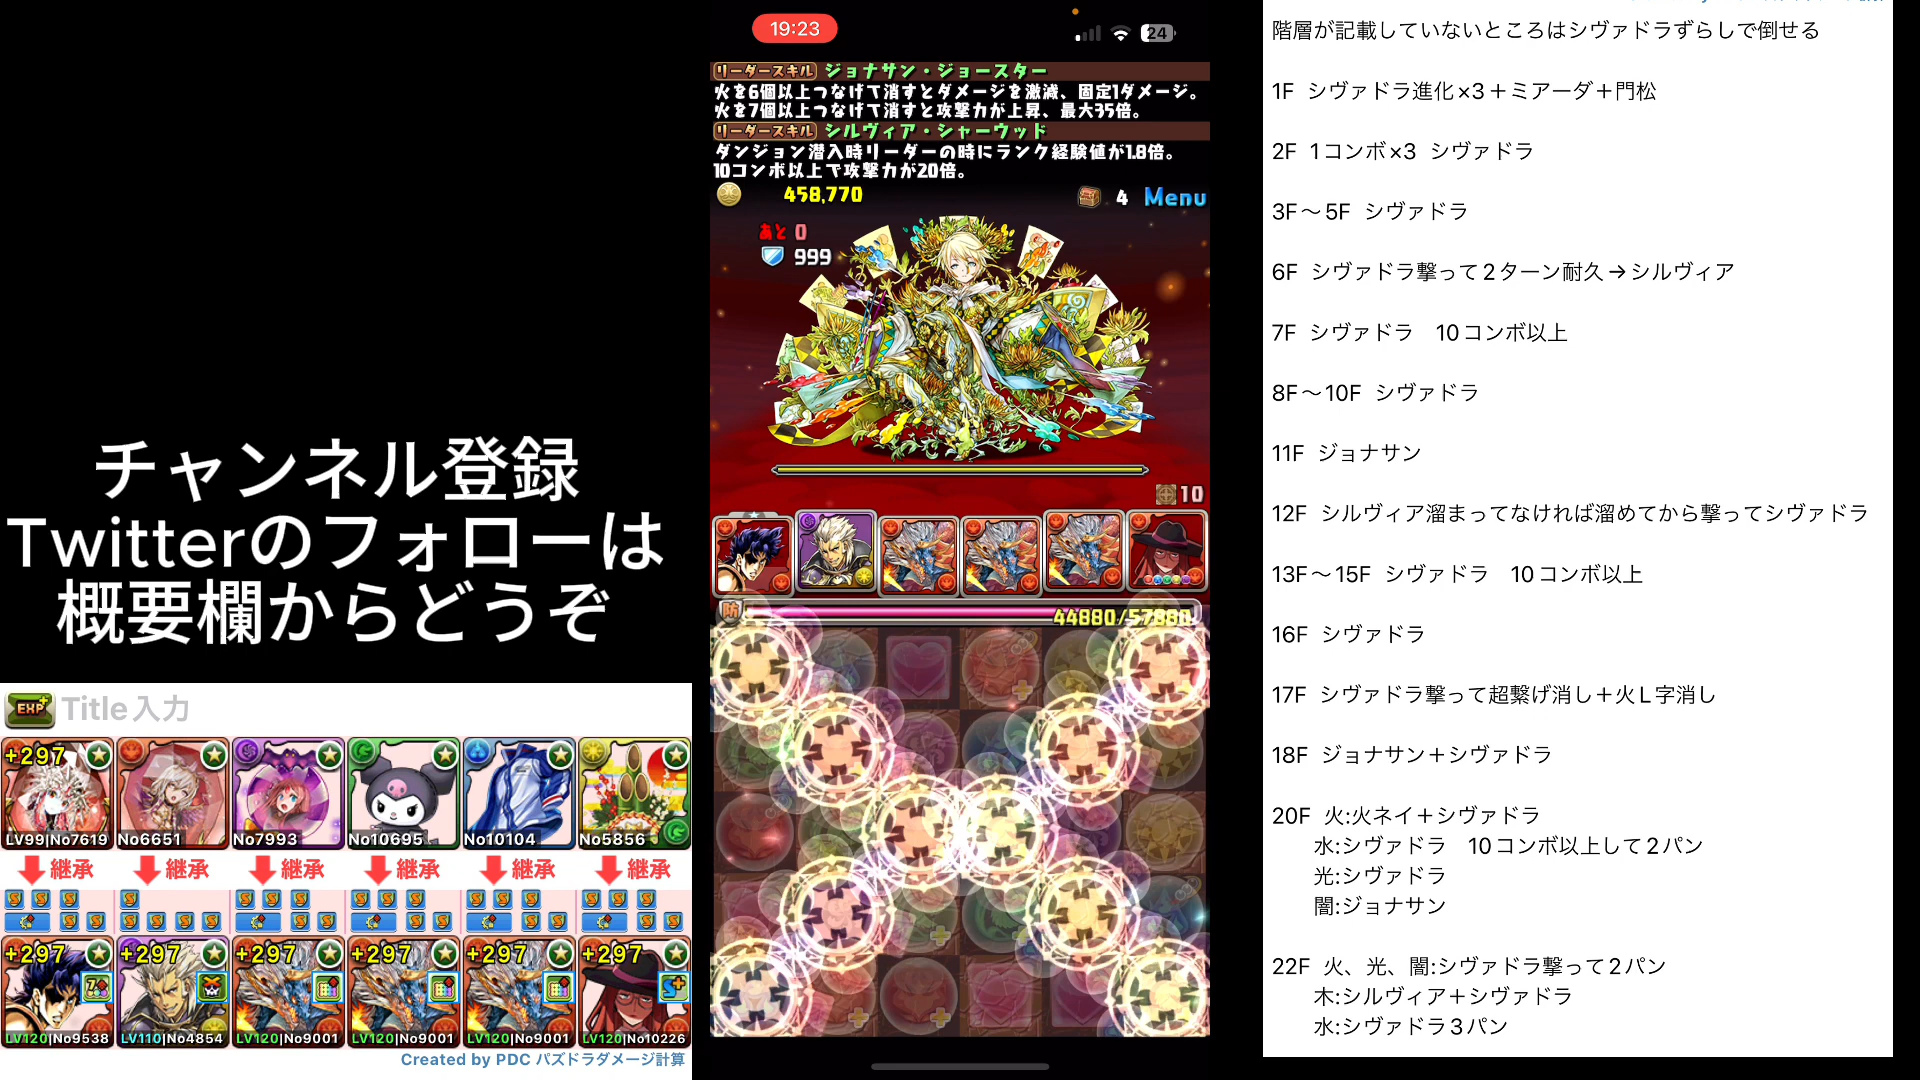 チャンネル登録
Twitterのフォローは
概要欄からどうぞ
EXP Title入力
+297
LV99|No7619
No6651
No7993
No10695
No10104
No5856
継承 継承 継承 継承 継承 継承
+297 +297 +297 +297 +297 +297
LV120|No9538
LV110|No4854
LV120|No9001
LV120|No9001
LV120|No9001
LV120|No10226
Created by PDC パズドラダメージ計算
19:23
24
リーダースキル ジョナサン・ジョースター
火を6個以上つなげて消すとダメージを激減、固定1ダメージ。
火を7個以上つなげて消すと攻撃力が上昇、最大35倍。
リーダースキル シルヴィア・シャーウッド
ダンジョン潜入時リーダーの時にランク経験値が1.8倍。
10コンボ以上で攻撃力が20倍。
458,770
4 Menu
あと 0
999
10
防
44880/57880
階層が記載していないところはシヴァドラずらしで倒せる
1F シヴァドラ進化×3＋ミアーダ＋門松
2F 1コンボ×3 シヴァドラ
3F〜5F シヴァドラ
6F シヴァドラ撃って2ターン耐久→シルヴィア
7F シヴァドラ 10コンボ以上
8F〜10F シヴァドラ
11F ジョナサン
12F シルヴィア溜まってなければ溜めてから撃ってシヴァドラ
13F〜15F シヴァドラ 10コンボ以上
16F シヴァドラ
17F シヴァドラ撃って超繋げ消し＋火L字消し
18F ジョナサン＋シヴァドラ
20F 火:火ネイ＋シヴァドラ
水:シヴァドラ 10コンボ以上して2パン
光:シヴァドラ
闇:ジョナサン
22F 火、光、闇:シヴァドラ撃って2パン
木:シルヴィア＋シヴァドラ
水:シヴァドラ3パン